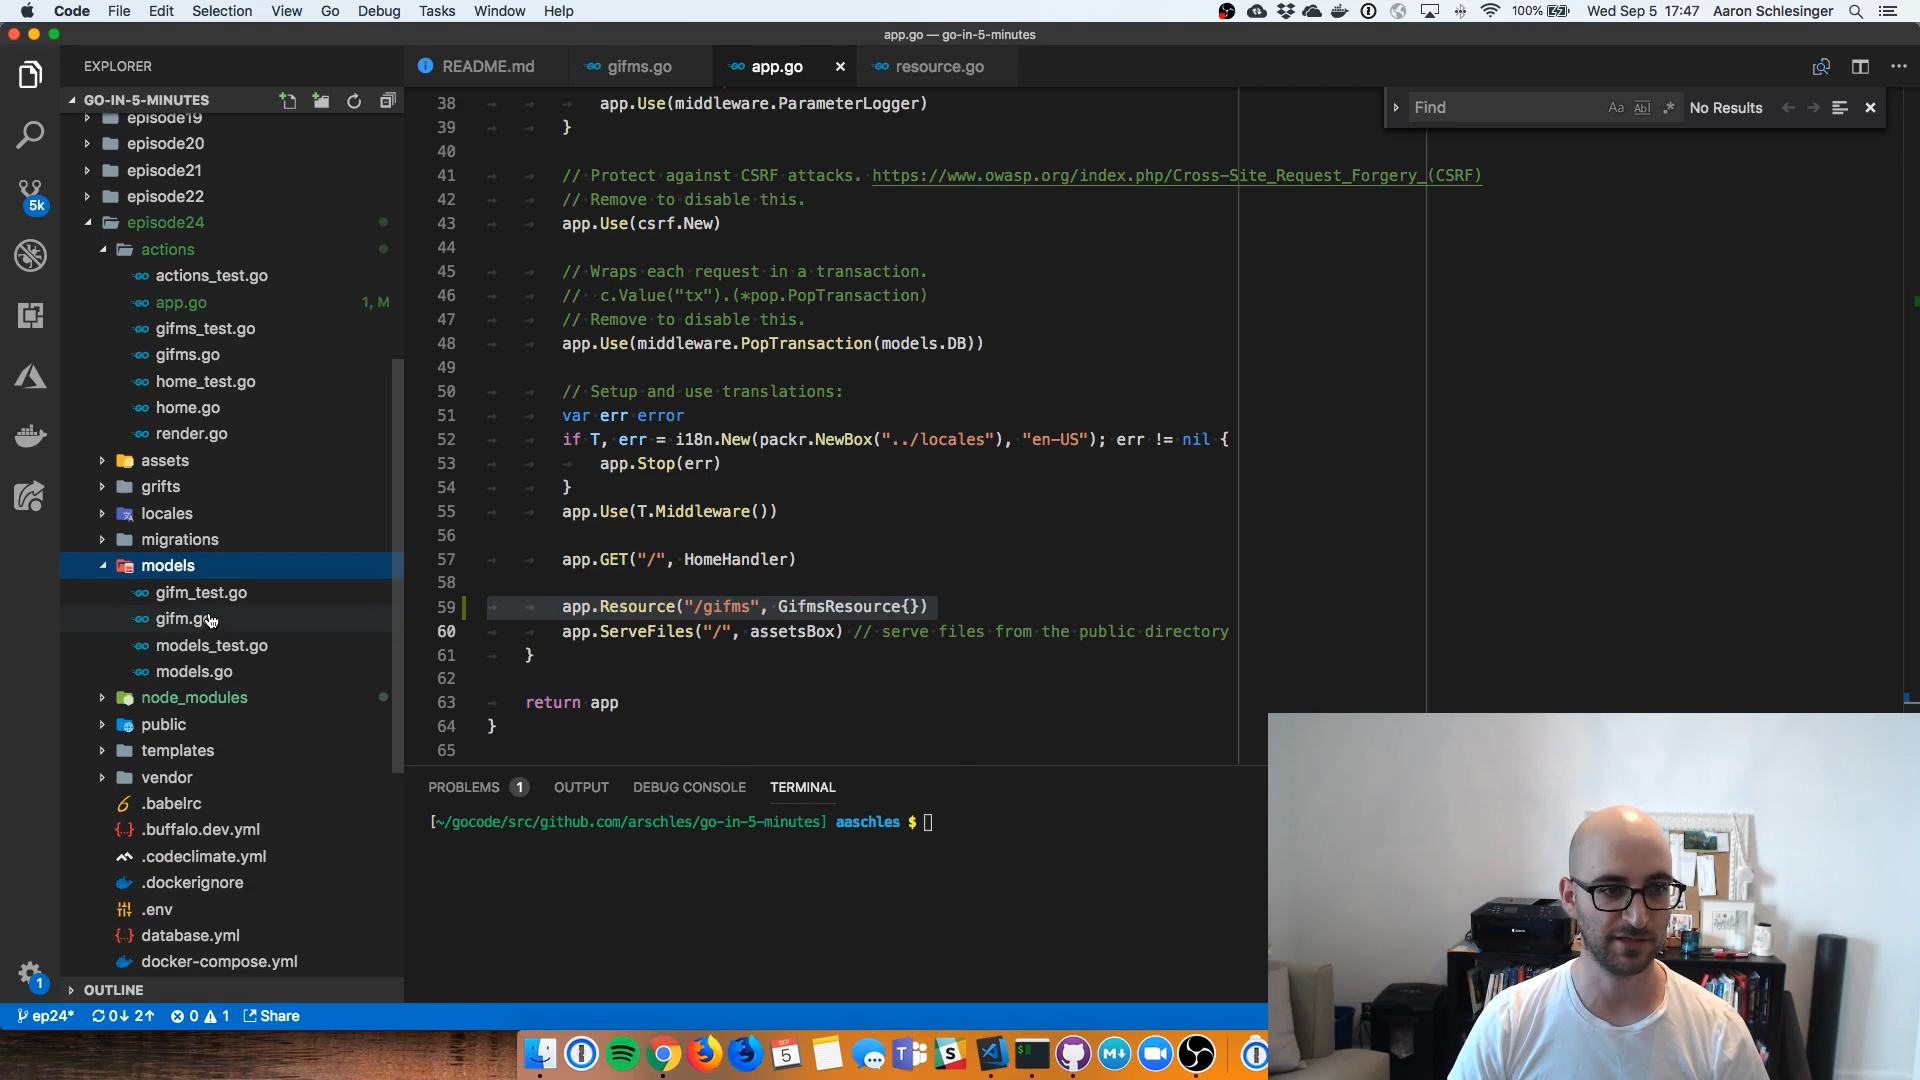 Code File Edit Selection View Go Debug Tasks Window Help
100% Wed Sep 5 17:47 Aaron Schlesinger
app.go — go-in-5-minutes
EXPLORER
README.md gifms.go app.go resource.go
GO-IN-5-MINUTES
episode19
episode20
episode21
episode22
episode24
actions
actions_test.go
app.go 1, M
gifms_test.go
gifms.go
home_test.go
home.go
render.go
assets
grifts
locales
migrations
models
gifm_test.go
gifm.go
models_test.go
models.go
node_modules
public
templates
vendor
.babelrc
.buffalo.dev.yml
.codeclimate.yml
.dockerignore
.env
database.yml
docker-compose.yml
OUTLINE
5k
1
Find Aa Abl .* No Results
38 app.Use(middleware.ParameterLogger)
39 }
40
41 // Protect against CSRF attacks. https://www.owasp.org/index.php/Cross-Site_Request_Forgery_(CSRF)
42 // Remove to disable this.
43 app.Use(csrf.New)
44
45 // Wraps each request in a transaction.
46 // c.Value("tx").(*pop.PopTransaction)
47 // Remove to disable this.
48 app.Use(middleware.PopTransaction(models.DB))
49
50 // Setup and use translations:
51 var err error
52 if T, err = i18n.New(packr.NewBox("../locales"), "en-US"); err != nil {
53 app.Stop(err)
54 }
55 app.Use(T.Middleware())
56
57 app.GET("/", HomeHandler)
58
59 app.Resource("/gifms", GifmsResource{})
60 app.ServeFiles("/", assetsBox) // serve files from the public directory
61 }
62
63 return app
64 }
65
PROBLEMS 1 OUTPUT DEBUG CONSOLE TERMINAL
[~/gocode/src/github.com/arschles/go-in-5-minutes] aaschles $
ep24* 0↓ 2↑ 0 1 Share
SEP
5